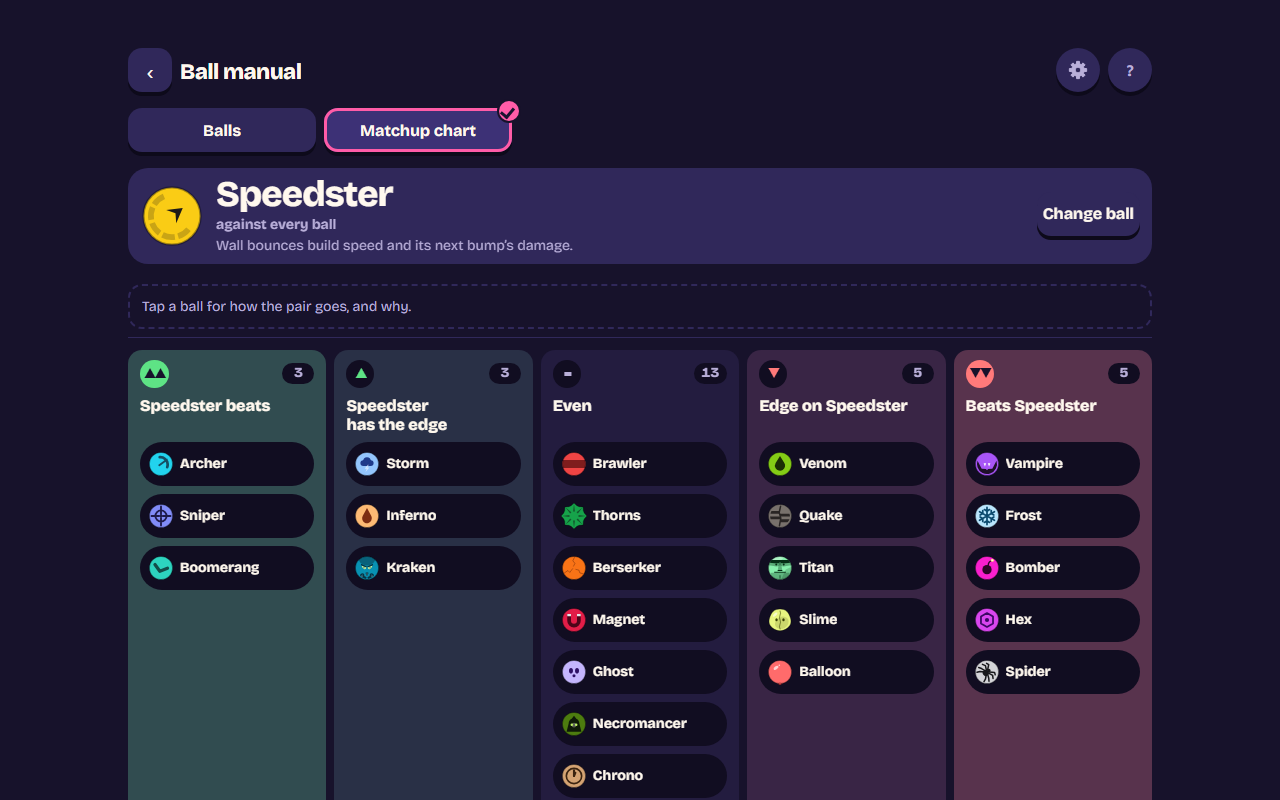 ‹ Ball manual ?
Balls
Matchup chart
Speedster
against every ball
Wall bounces build speed and its next bump's damage.
Change ball
Tap a ball for how the pair goes, and why.
3
Speedster beats
Archer
Sniper
Boomerang
3
Speedster
has the edge
Storm
Inferno
Kraken
13
Even
Brawler
Thorns
Berserker
Magnet
Ghost
Necromancer
Chrono
5
Edge on Speedster
Venom
Quake
Titan
Slime
Balloon
5
Beats Speedster
Vampire
Frost
Bomber
Hex
Spider